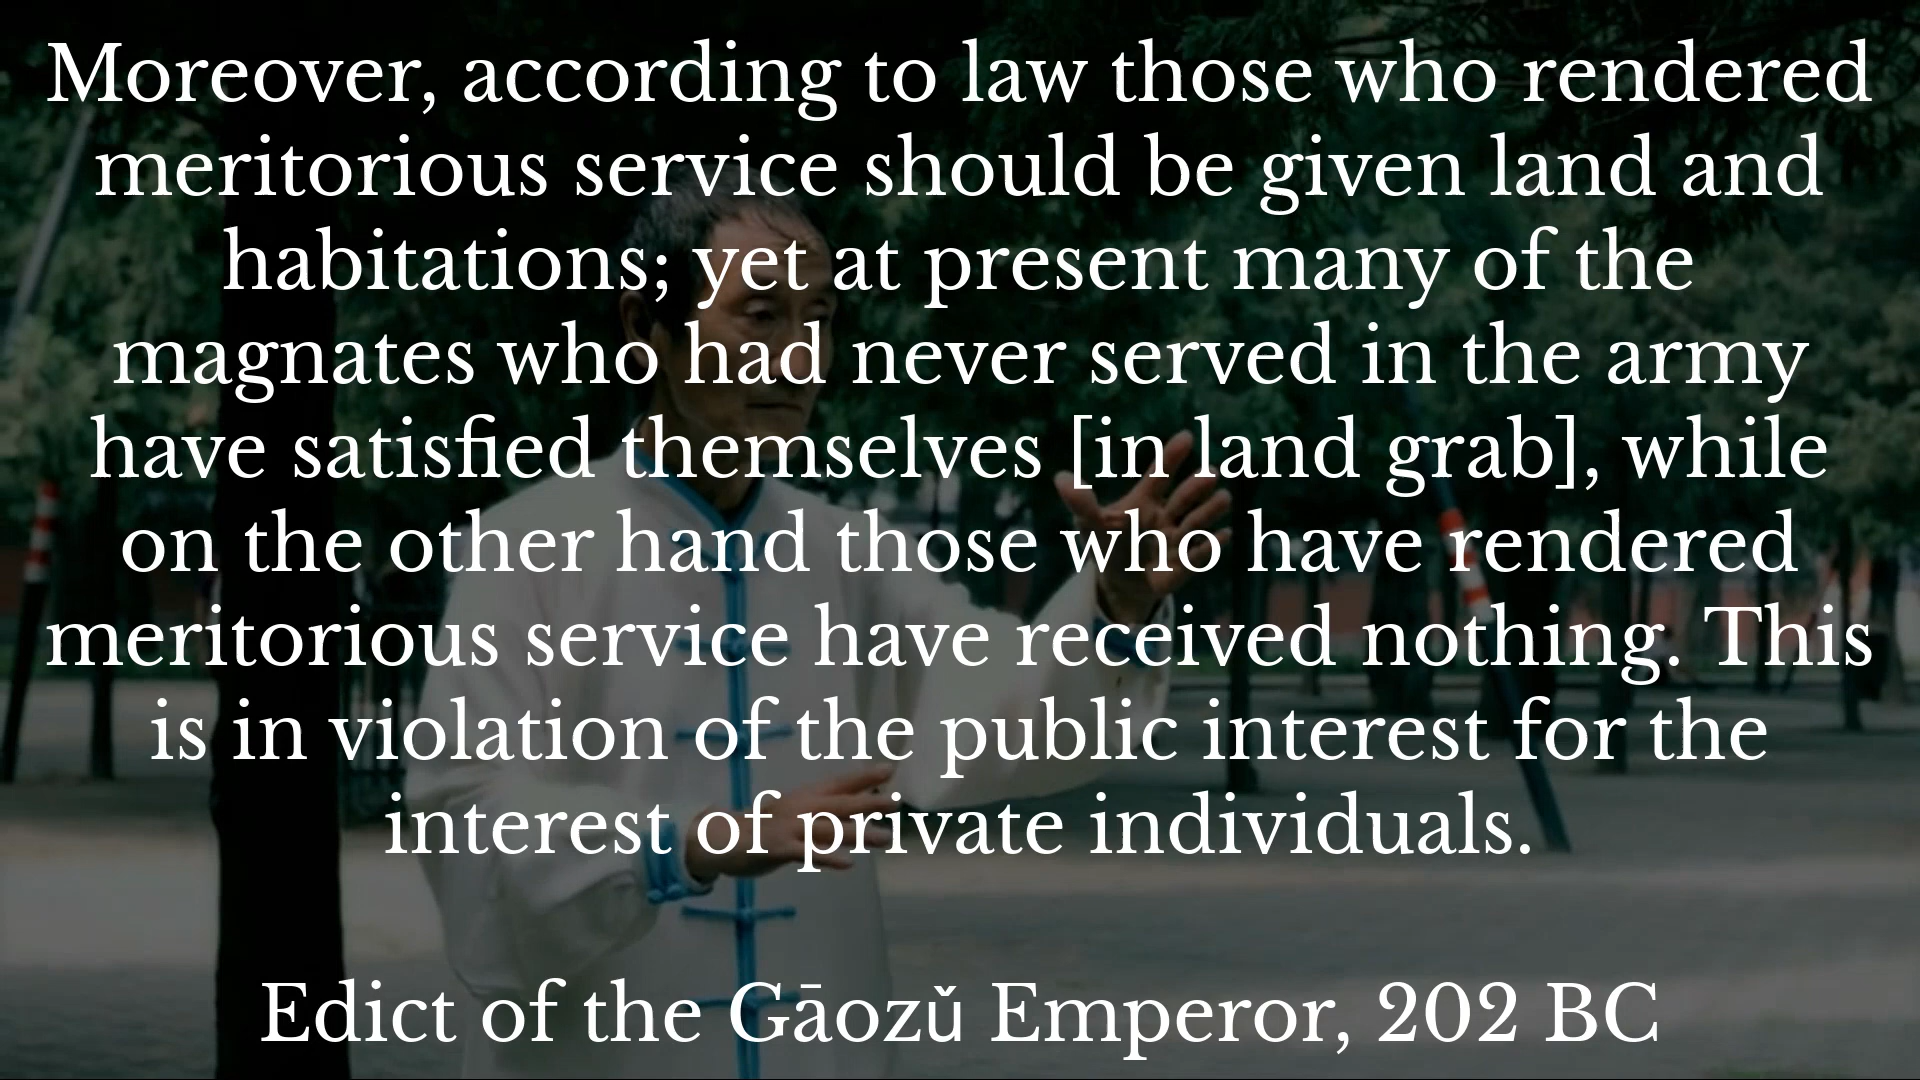 Moreover, according to law those who rendered
meritorious service should be given land and
habitations; yet at present many of the
magnates who had never served in the army
have satisfied themselves [in land grab], while
on the other hand those who have rendered
meritorious service have received nothing. This
is in violation of the public interest for the
interest of private individuals.
Edict of the Gāozǔ Emperor, 202 BC